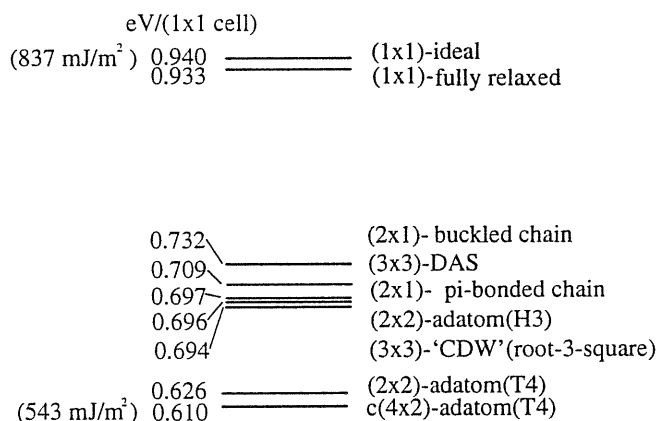 eV/(1x1 cell)
(837 mJ/m²) 0.940 (1x1)-ideal
0.933 (1x1)-fully relaxed
0.732 (2x1)- buckled chain
0.709 (3x3)-DAS
0.697 (2x1)- pi-bonded chain
0.696 (2x2)-adatom(H3)
0.694 (3x3)-‘CDW’(root-3-square)
0.626 (2x2)-adatom(T4)
(543 mJ/m²) 0.610 c(4x2)-adatom(T4)